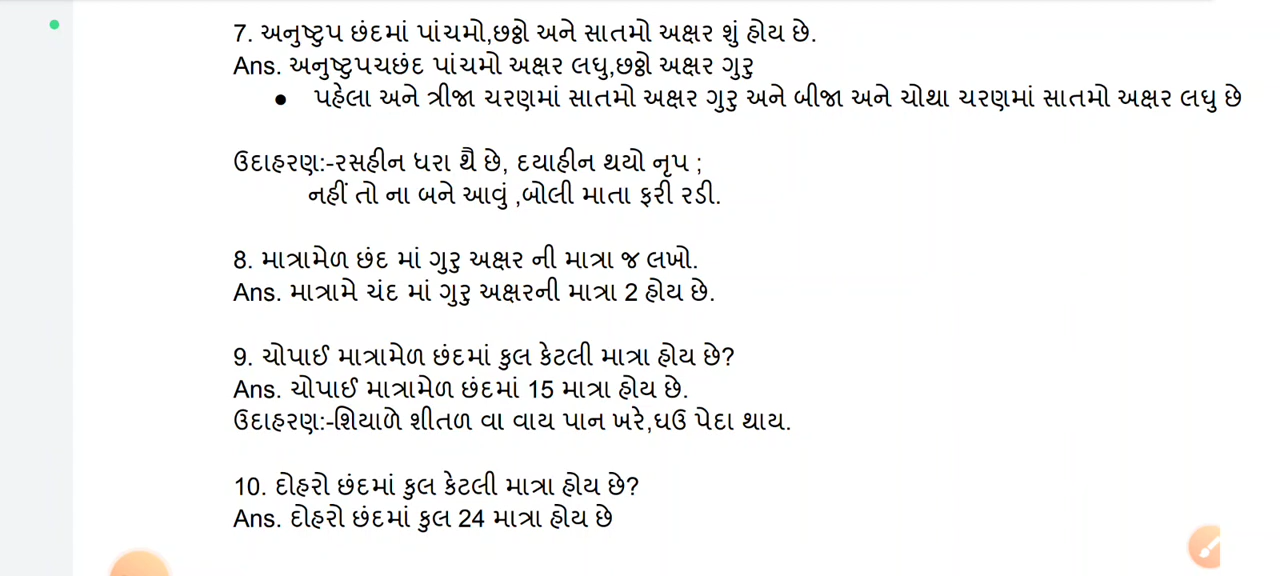 7. અનુષ્ટુપ છંદમાં પાંચમો,છઠ્ઠો અને સાતમો અક્ષર શું હોય છે.
Ans. અનુષ્ટુપચછંદ પાંચમો અક્ષર લઘુ,છઠ્ઠો અક્ષર ગુરુ
● પહેલા અને ત્રીજા ચરણમાં સાતમો અક્ષર ગુરુ અને બીજા અને ચોથા ચરણમાં સાતમો અક્ષર લઘુ છે
ઉદાહરણ:-રસહીન ધરા થૈ છે, દયાહીન થયો નૃપ ;
નહીં તો ના બને આવું ,બોલી માતા ફરી રડી.
8. માત્રામેળ છંદ માં ગુરુ અક્ષર ની માત્રા જ લખો.
Ans. માત્રામે ચંદ માં ગુરુ અક્ષરની માત્રા 2 હોય છે.
9. ચોપાઈ માત્રામેળ છંદમાં કુલ કેટલી માત્રા હોય છે?
Ans. ચોપાઈ માત્રામેળ છંદમાં 15 માત્રા હોય છે.
ઉદાહરણ:-શિયાળે શીતળ વા વાય પાન ખરે,ઘઉ પેદા થાય.
10. દોહરો છંદમાં કુલ કેટલી માત્રા હોય છે?
Ans. દોહરો છંદમાં કુલ 24 માત્રા હોય છે